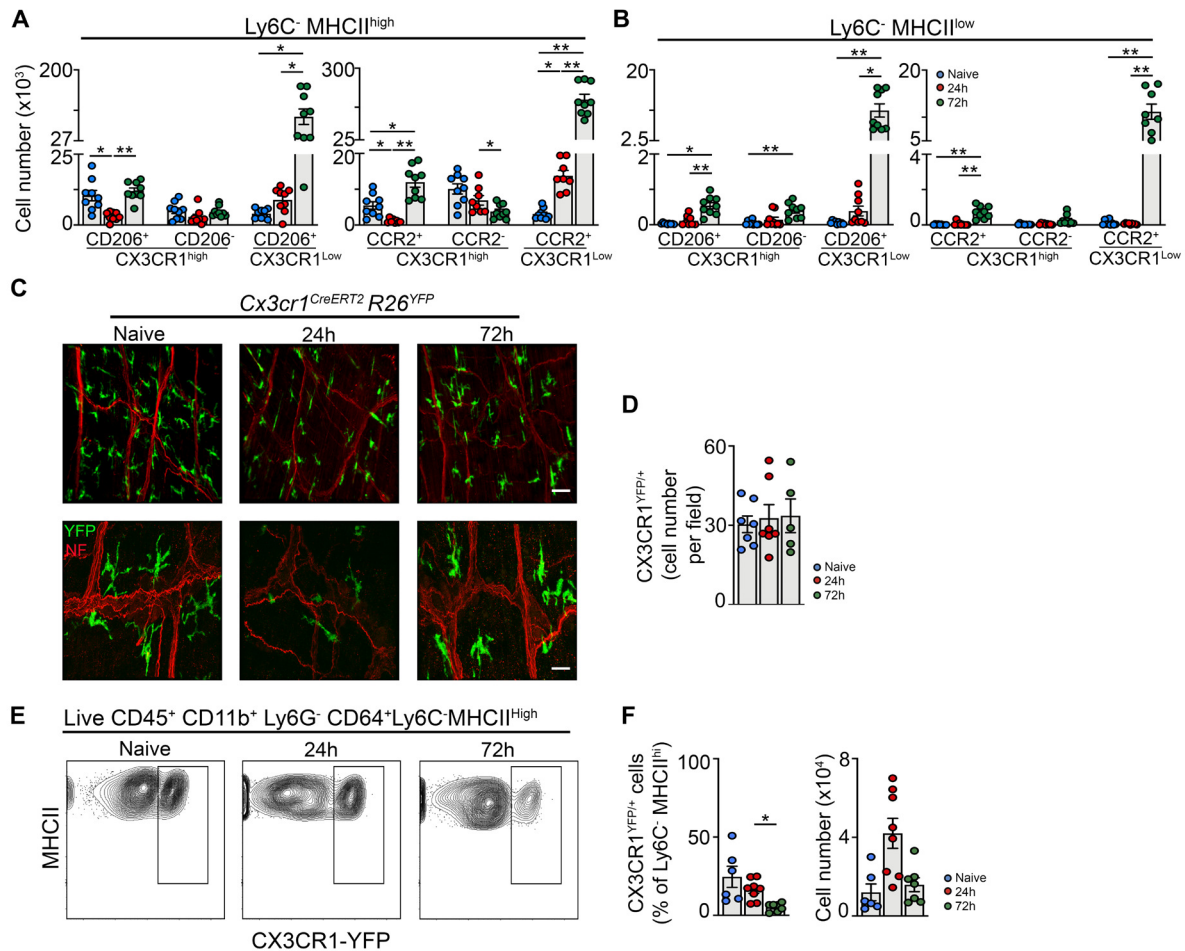 A
Ly6C⁻ MHCII^high
Cell number (x10³)
200
27
25
0
* * * **
CD206⁺ CD206⁻ CD206⁺
CX3CR1^high CX3CR1^Low
300
25
20
10
0
* * ** * ** * **
CCR2⁺ CCR2⁻ CCR2⁺
CX3CR1^high CX3CR1^Low
B
Ly6C⁻ MHCII^low
20
2.5
2
0
* ** ** ** *
CD206⁺ CD206⁻ CD206⁺
CX3CR1^high CX3CR1^Low
20
5
4
0
Naive
24h
72h
** ** ** **
CCR2⁺ CCR2⁻ CCR2⁺
CX3CR1^high CX3CR1^Low
C
Cx3cr1^CreERT2 R26^YFP
Naive 24h 72h
YFP
NF
D
CX3CR1^YFP/+
(cell number
per field)
60
30
0
Naive
24h
72h
E
Live CD45⁺ CD11b⁺ Ly6G⁻ CD64⁺Ly6C⁻MHCII^High
Naive 24h 72h
MHCII
CX3CR1-YFP
F
CX3CR1^YFP/+ cells
(% of Ly6C⁻ MHCII^hi)
100
50
0
*
Cell number (x10⁴)
8
4
0
Naive
24h
72h